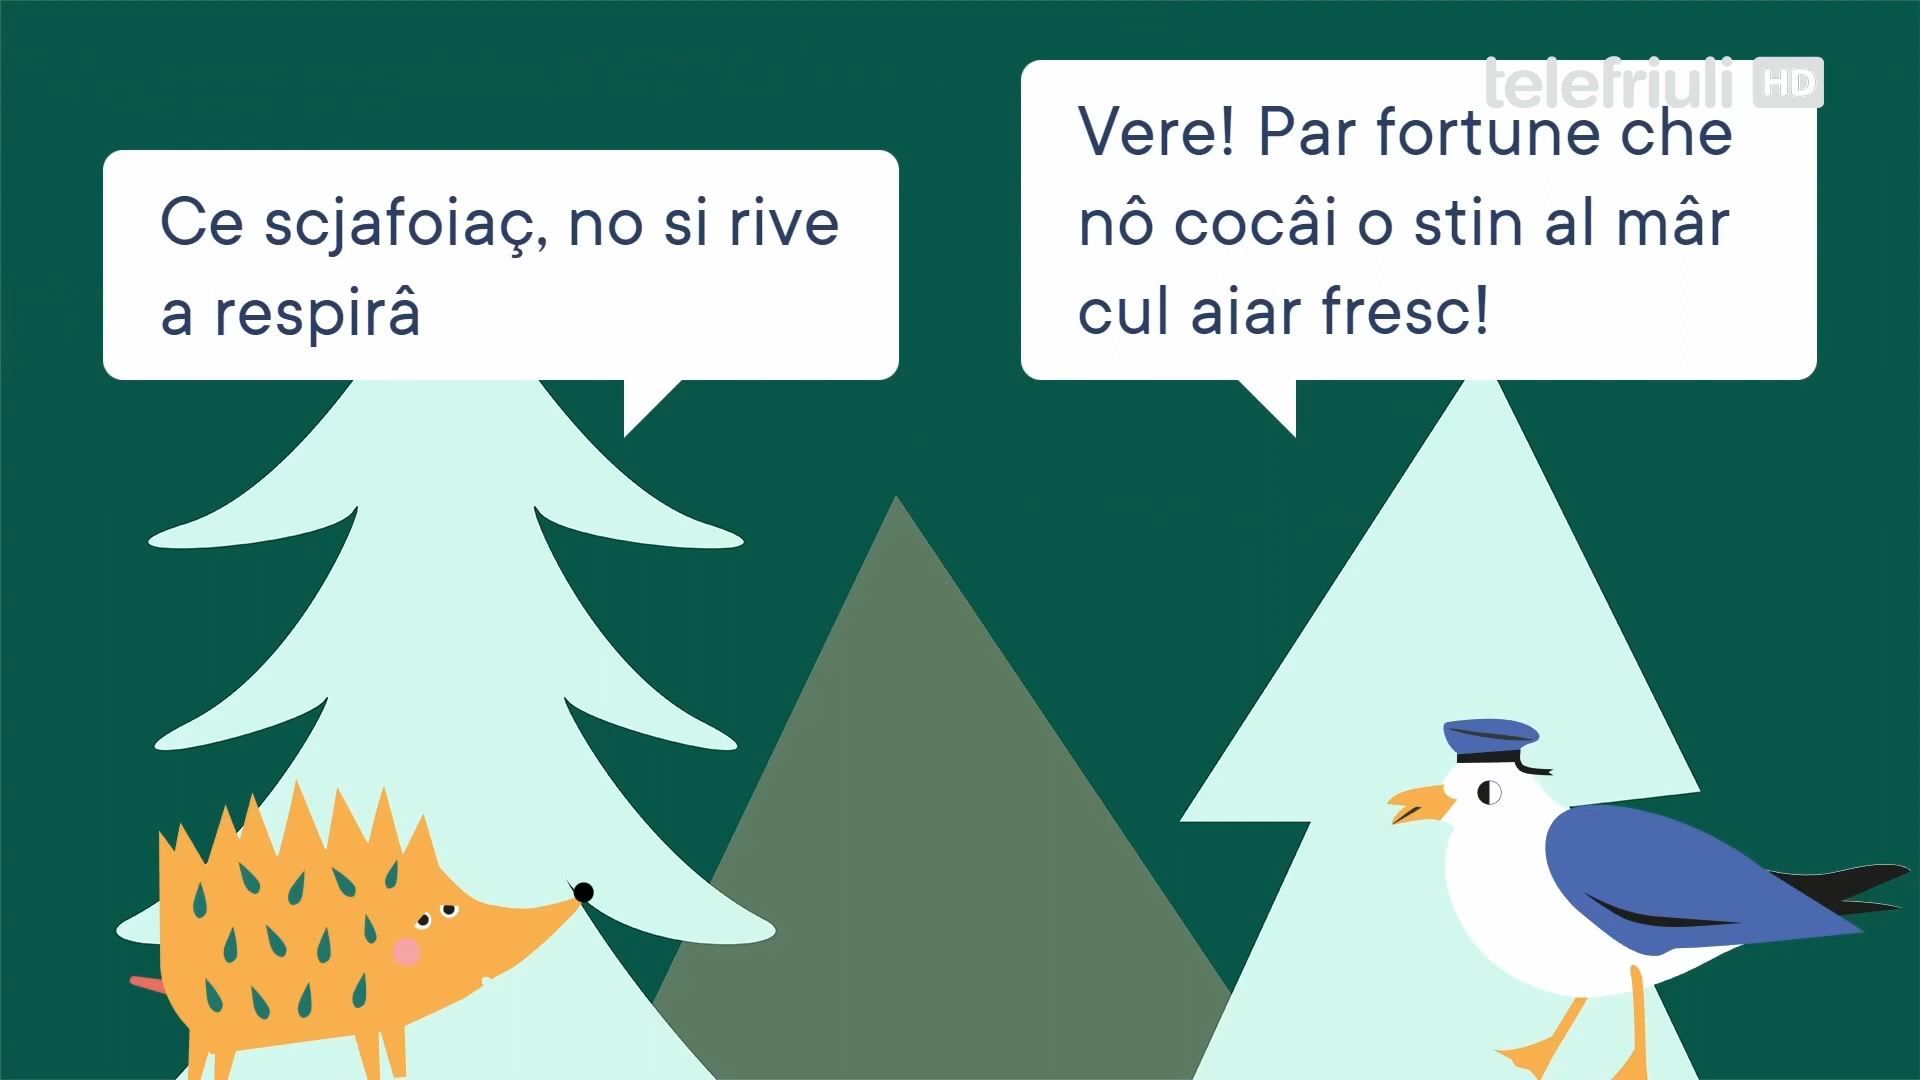 telefriuli HD
Ce scjafoiaç, no si rive
a respirâ
Vere! Par fortune che
nô cocâi o stin al mâr
cul aiar fresc!